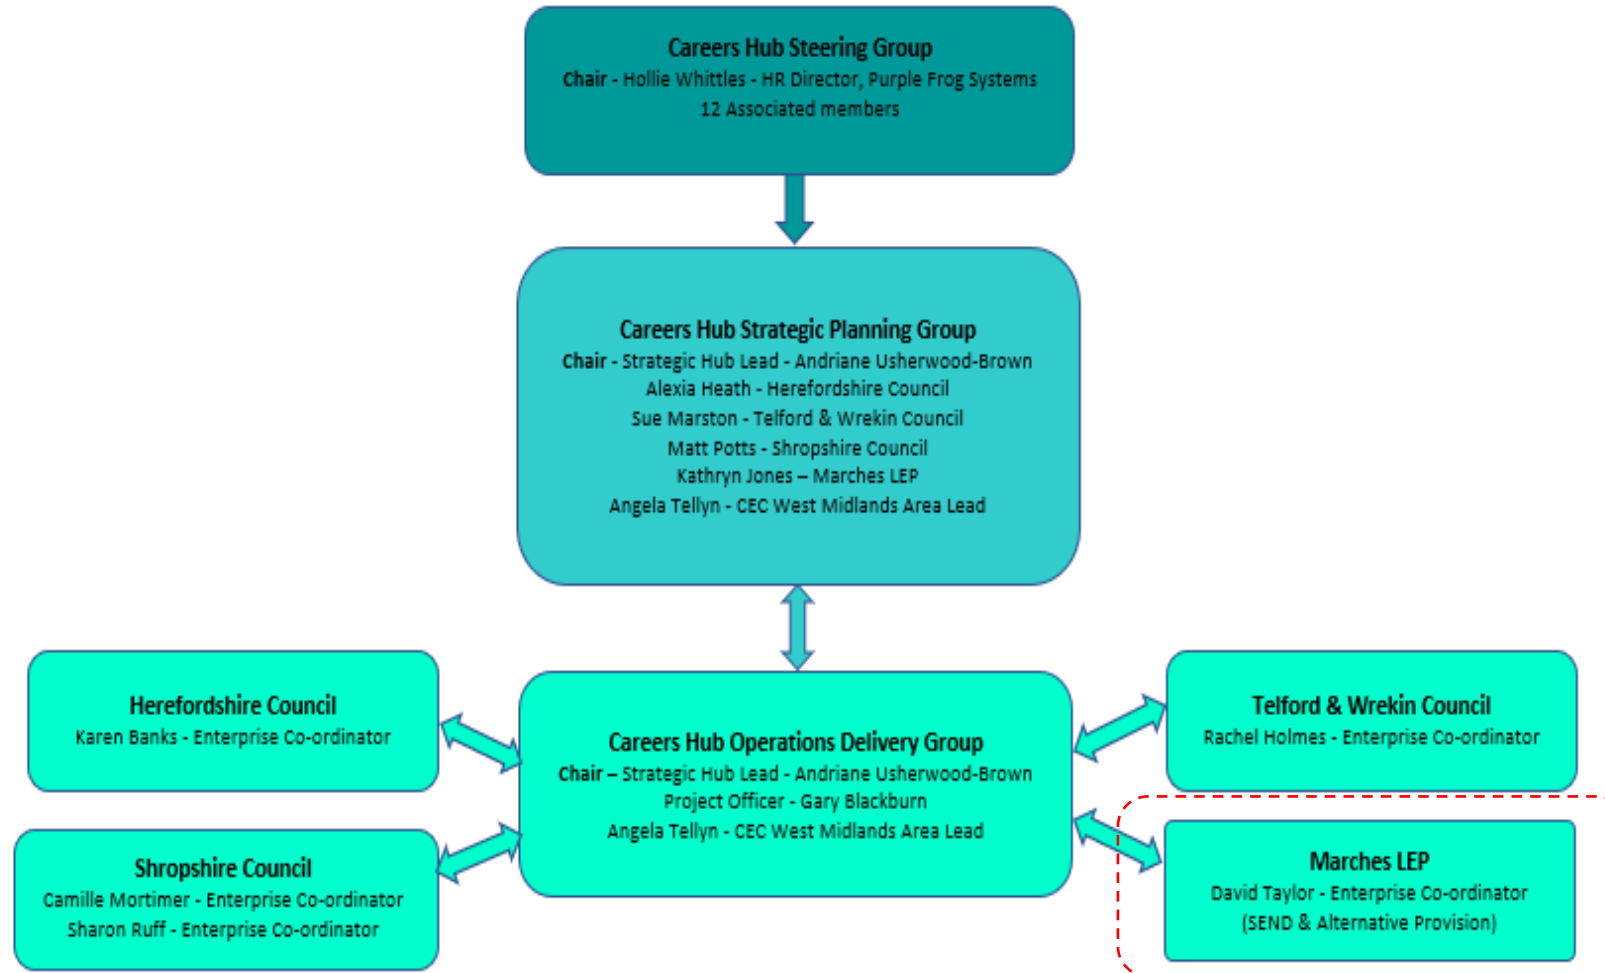 Careers Hub Steering Group
Chair - Hollie Whittles - HR Director, Purple Frog Systems
12 Associated members
Careers Hub Strategic Planning Group
Chair - Strategic Hub Lead - Andriane Usherwood-Brown
Alexia Heath - Herefordshire Council
Sue Marston - Telford & Wrekin Council
Matt Potts - Shropshire Council
Kathryn Jones – Marches LEP
Angela Tellyn - CEC West Midlands Area Lead
Herefordshire Council
Karen Banks - Enterprise Co-ordinator
Careers Hub Operations Delivery Group
Chair – Strategic Hub Lead - Andriane Usherwood-Brown
Project Officer - Gary Blackburn
Angela Tellyn - CEC West Midlands Area Lead
Telford & Wrekin Council
Rachel Holmes - Enterprise Co-ordinator
Shropshire Council
Camille Mortimer - Enterprise Co-ordinator
Sharon Ruff - Enterprise Co-ordinator
Marches LEP
David Taylor - Enterprise Co-ordinator
(SEND & Alternative Provision)